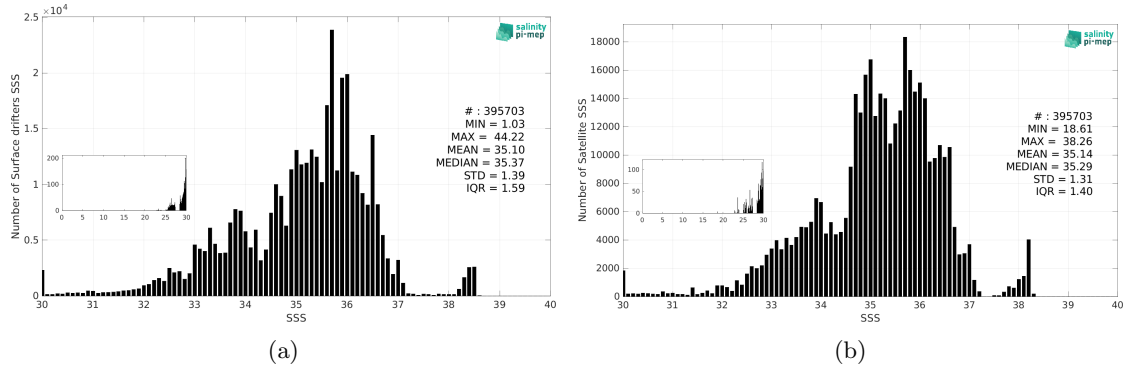 2.5 ×10⁴
2
1.5
1
0.5
0
Number of Surface drifters SSS
30 31 32 33 34 35 36 37 38 39 40
SSS
200
100
0
0 5 10 15 20 25 30
salinity
pi-mep
# : 395703
MIN = 1.03
MAX = 44.22
MEAN = 35.10
MEDIAN = 35.37
STD = 1.39
IQR = 1.59
(a)
18000
16000
14000
12000
10000
8000
6000
4000
2000
0
Number of Satellite SSS
30 31 32 33 34 35 36 37 38 39 40
SSS
100
50
0
0 5 10 15 20 25 30
salinity
pi-mep
# : 395703
MIN = 18.61
MAX = 38.26
MEAN = 35.14
MEDIAN = 35.29
STD = 1.31
IQR = 1.40
(b)